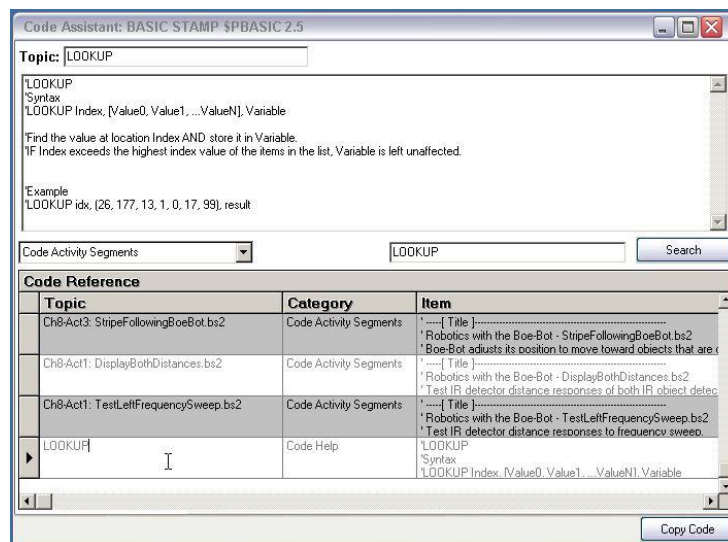 Code Assistant: BASIC STAMP $PBASIC 2.5
Topic: LOOKUP
'LOOKUP
'Syntax
'LOOKUP Index, [Value0, Value1, ...ValueN], Variable
'Find the value at location Index AND store it in Variable.
'IF Index exceeds the highest index value of the items in the list, Variable is left unaffected.
'Example
'LOOKUP idx, (26, 177, 13, 1, 0, 17, 99), result
Code Activity Segments LOOKUP Search
Code Reference
Topic Category Item
Ch8-Act3: StripeFollowingBoeBot.bs2 Code Activity Segments ' -----[ Title ]--------------------------------------------------------------
' Robotics with the Boe-Bot - StripeFollowingBoeBot.bs2
' Boe-Bot adjusts its position to move toward objects that are
Ch8-Act1: DisplayBothDistances.bs2 Code Activity Segments ' -----[ Title ]--------------------------------------------------------------
' Robotics with the Boe-Bot - DisplayBothDistances.bs2
' Test IR detector distance responses of both IR object detec
Ch8-Act1: TestLeftFrequencySweep.bs2 Code Activity Segments ' -----[ Title ]--------------------------------------------------------------
' Robotics with the Boe-Bot - TestLeftFrequencySweep.bs2
' Test IR detector distance responses to frequency sweep.
LOOKUP Code Help 'LOOKUP
'Syntax
'LOOKUP Index, [Value0, Value1, ...ValueN], Variable
Copy Code